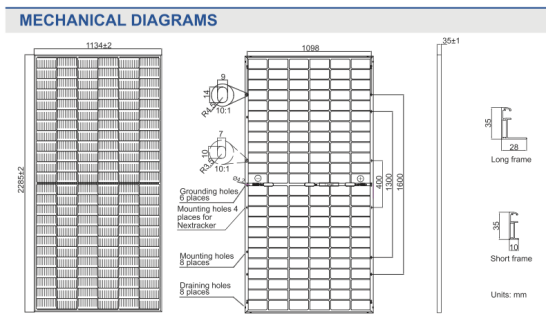 MECHANICAL DIAGRAMS
1134±2
1098
35±1
2285±2
9
14
R4.5
10:1
7
10
R3.5
10:1
ø4.2
Grounding holes
6 places
Mounting holes 4
places for
Nextracker
Mounting holes
8 places
Draining holes
8 places
400
1300
1600
35
28
Long frame
35
10
Short frame
Units: mm